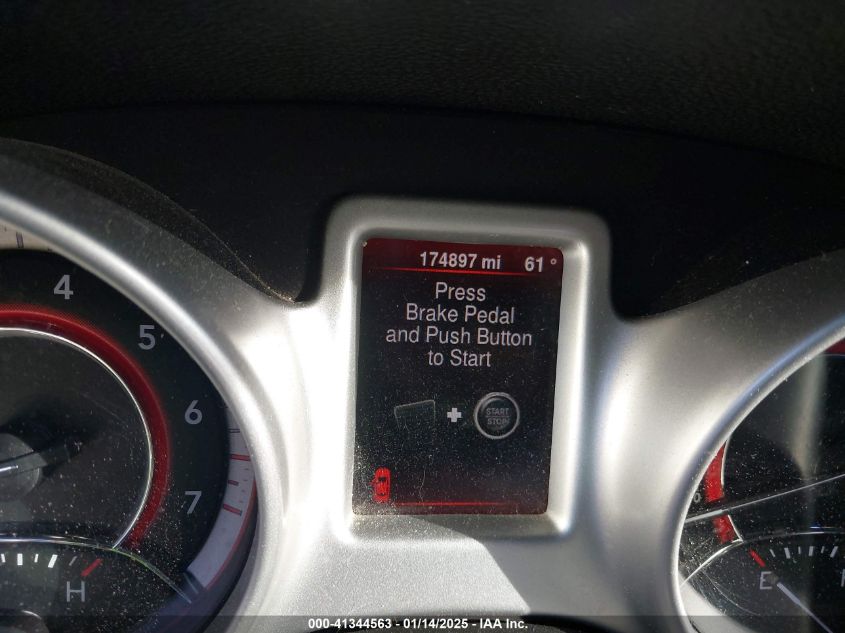 174897 mi 61°
Press
Brake Pedal
and Push Button
to Start
START
STOP
4
5
6
7
H
0
E
000-41344563 - 01/14/2025 - IAA Inc.